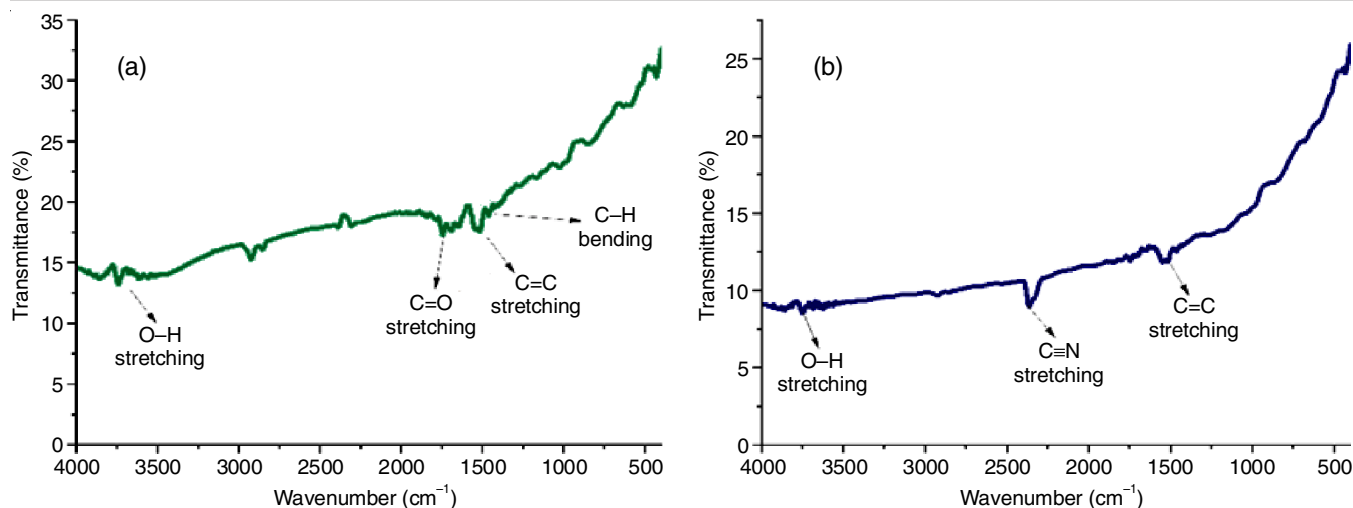 (a)
Transmittance (%)
35
30
25
20
15
10
5
0
O–H
stretching
C=O
stretching
C=C
stretching
C–H
bending
4000 3500 3000 2500 2000 1500 1000 500
Wavenumber (cm⁻¹)
(b)
Transmittance (%)
25
20
15
10
5
0
O–H
stretching
C≡N
stretching
C=C
stretching
4000 3500 3000 2500 2000 1500 1000 500
Wavenumber (cm⁻¹)